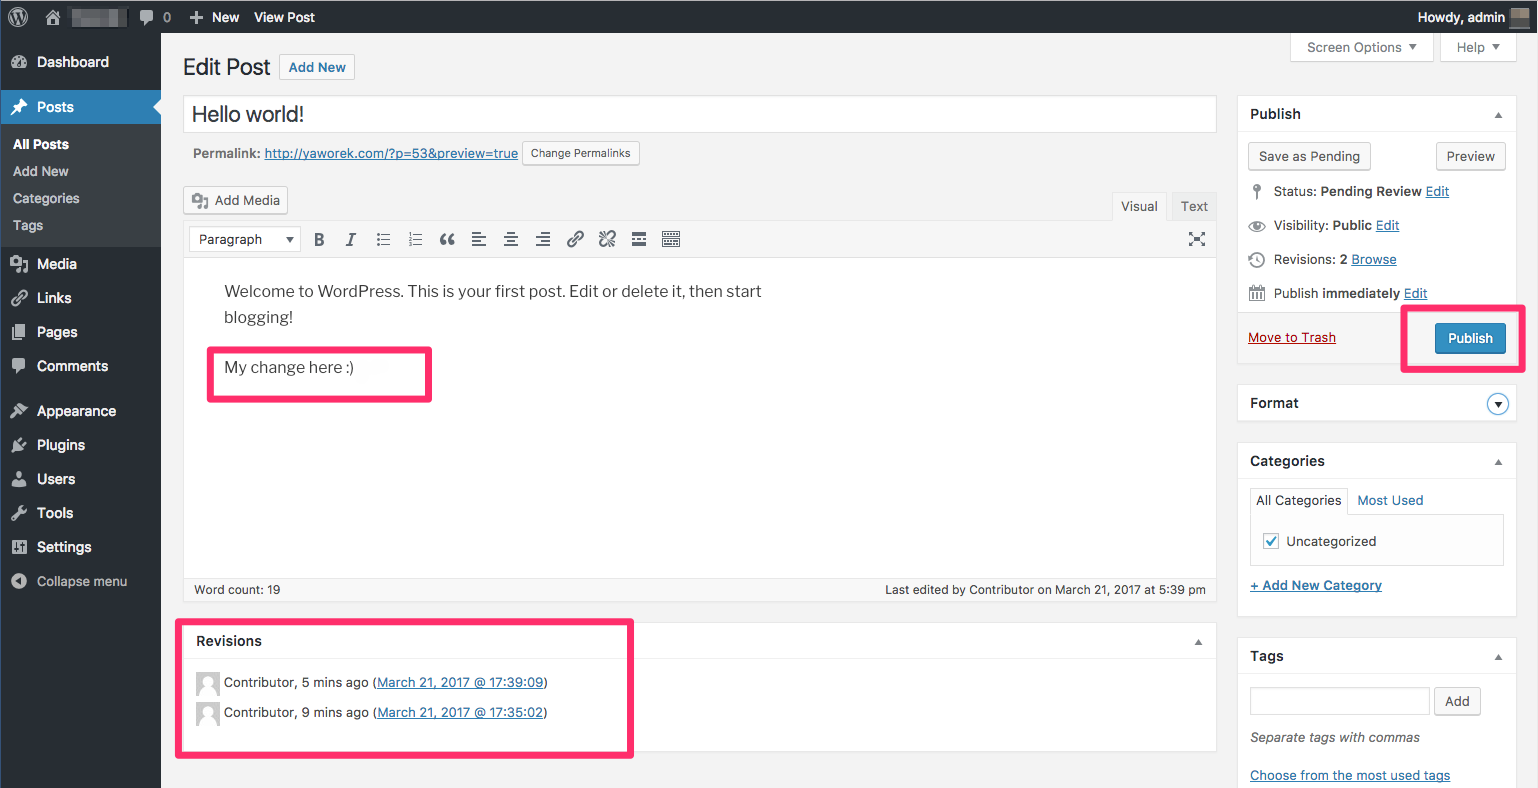 0 New View Post Howdy, admin
Screen Options Help
Dashboard
Posts
All Posts
Add New
Categories
Tags
Media
Links
Pages
Comments
Appearance
Plugins
Users
Tools
Settings
Collapse menu
Edit Post Add New
Hello world!
Permalink: http://yaworek.com/?p=53&preview=true Change Permalinks
Add Media
Visual Text
Paragraph B I
Welcome to WordPress. This is your first post. Edit or delete it, then start
blogging!
My change here :)
Word count: 19 Last edited by Contributor on March 21, 2017 at 5:39 pm
Revisions
Contributor, 5 mins ago (March 21, 2017 @ 17:39:09)
Contributor, 9 mins ago (March 21, 2017 @ 17:35:02)
Publish
Save as Pending Preview
Status: Pending Review Edit
Visibility: Public Edit
Revisions: 2 Browse
Publish immediately Edit
Move to Trash Publish
Format
Categories
All Categories Most Used
Uncategorized
+ Add New Category
Tags
Add
Separate tags with commas
Choose from the most used tags